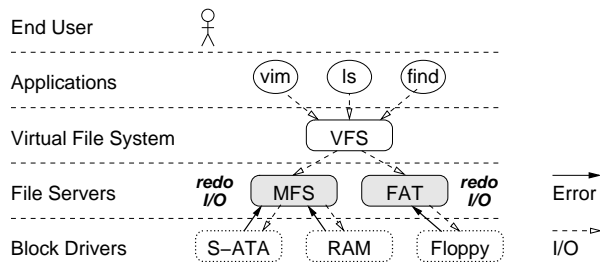 End User
Applications vim ls find
Virtual File System VFS
File Servers redo I/O MFS FAT redo I/O Error
Block Drivers S−ATA RAM Floppy I/O